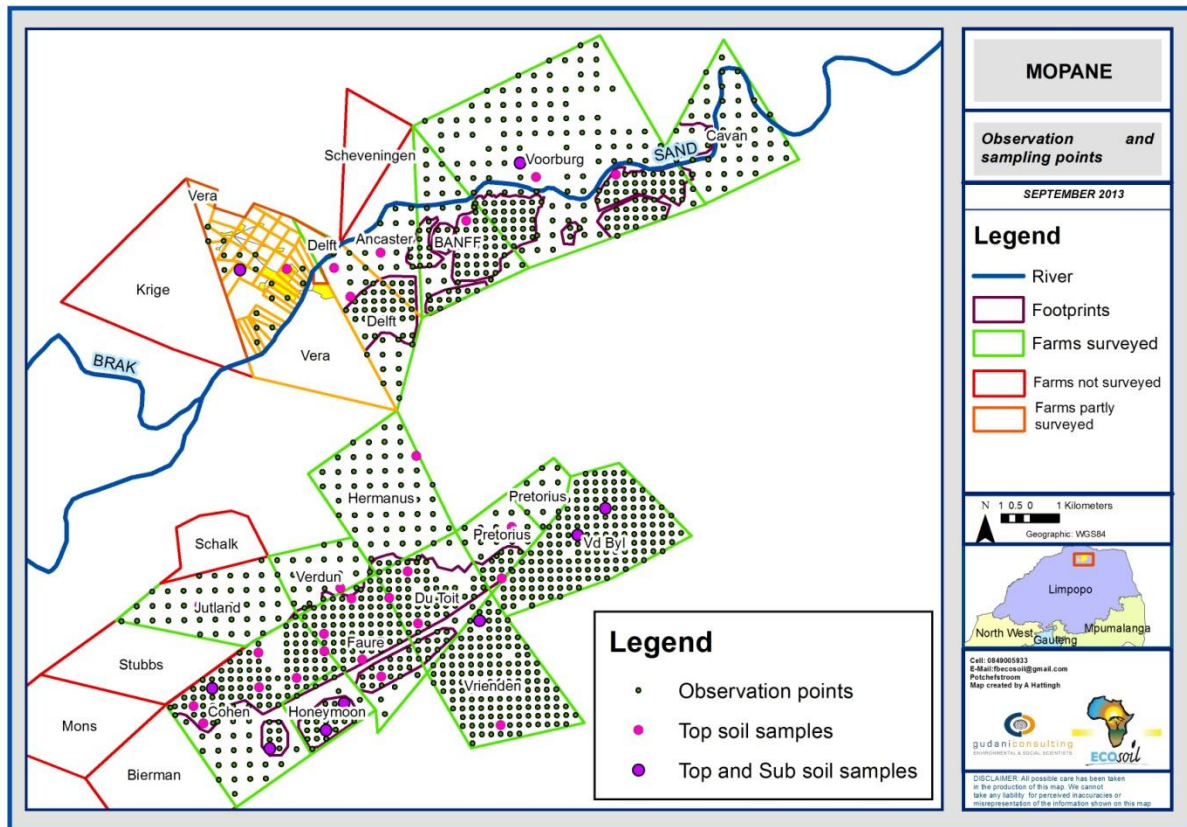 MOPANE
Observation and
sampling points
SEPTEMBER 2013
Legend
River
Footprints
Farms surveyed
Farms not surveyed
Farms partly
surveyed
N
1 0.5 0 1 Kilometers
Geographic: WGS84
Limpopo
North West
Gauteng
Mpumalanga
Cell: 0849005933
E-Mail:fbecosoil@gmail.com
Potchefstroom
Map created by A Hattingh
gudaniconsulting
ENVIRONMENTAL & SOCIAL SCIENTISTS
ECOsoil
DISCLAIMER: All possible care has been taken
in the production of this map. We cannot
take any liability for perceived inaccuracies or
misrepresentation of the information shown on this map
Cavan
SAND
Voorburg
Scheveningen
Vera
Delft
Ancaster
BANFF
Krige
Delft
Vera
BRAK
Hermanus
Pretorius
Pretorius
Vd Byl
Schalk
Verdun
Jutland
Du Toit
Faure
Stubbs
Vrienden
Cohen
Honeymoon
Mons
Bierman
Legend
Observation points
Top soil samples
Top and Sub soil samples